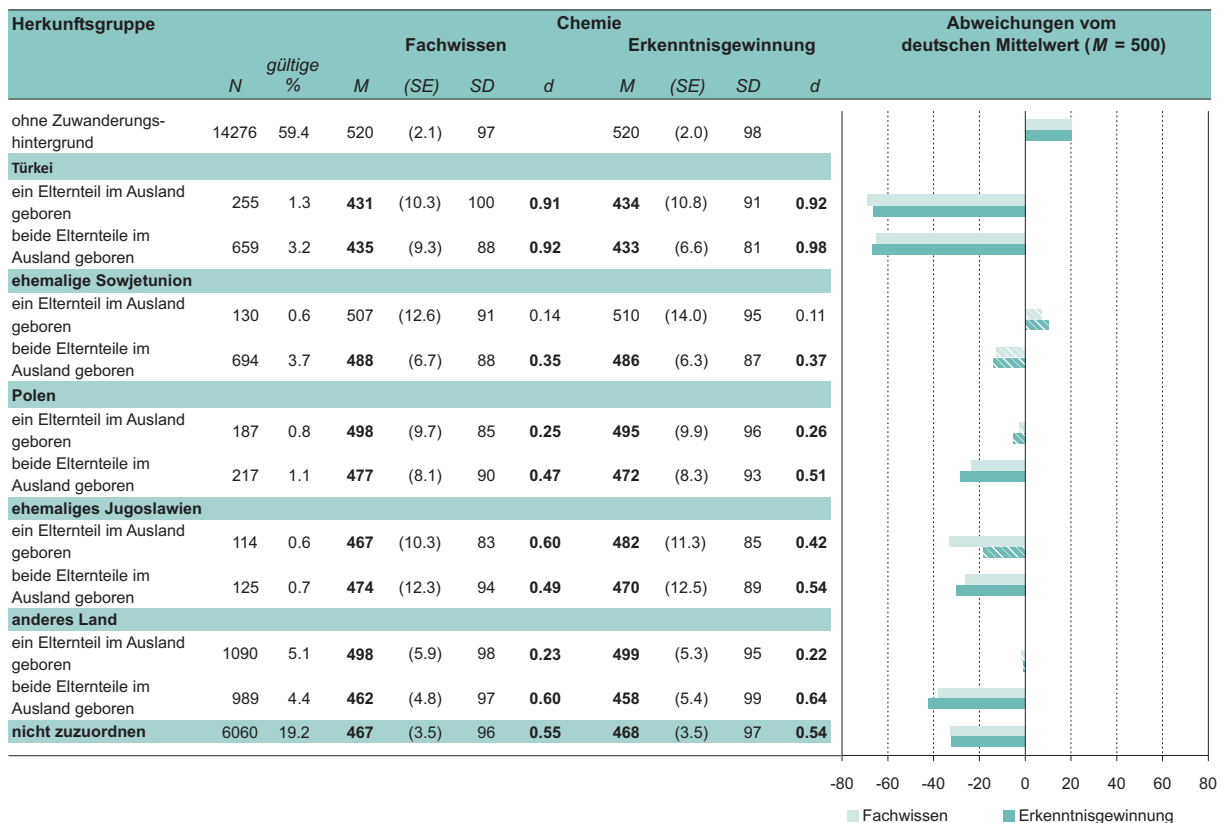 Herkunftsgruppe Chemie Abweichungen vom
Fachwissen Erkenntnisgewinnung deutschen Mittelwert (M = 500)
gültige
N % M (SE) SD d M (SE) SD d
ohne Zuwanderungs-
hintergrund 14276 59.4 520 (2.1) 97 520 (2.0) 98
Türkei
ein Elternteil im Ausland
geboren 255 1.3 431 (10.3) 100 0.91 434 (10.8) 91 0.92
beide Elternteile im
Ausland geboren 659 3.2 435 (9.3) 88 0.92 433 (6.6) 81 0.98
ehemalige Sowjetunion
ein Elternteil im Ausland
geboren 130 0.6 507 (12.6) 91 0.14 510 (14.0) 95 0.11
beide Elternteile im
Ausland geboren 694 3.7 488 (6.7) 88 0.35 486 (6.3) 87 0.37
Polen
ein Elternteil im Ausland
geboren 187 0.8 498 (9.7) 85 0.25 495 (9.9) 96 0.26
beide Elternteile im
Ausland geboren 217 1.1 477 (8.1) 90 0.47 472 (8.3) 93 0.51
ehemaliges Jugoslawien
ein Elternteil im Ausland
geboren 114 0.6 467 (10.3) 83 0.60 482 (11.3) 85 0.42
beide Elternteile im
Ausland geboren 125 0.7 474 (12.3) 94 0.49 470 (12.5) 89 0.54
anderes Land
ein Elternteil im Ausland
geboren 1090 5.1 498 (5.9) 98 0.23 499 (5.3) 95 0.22
beide Elternteile im
Ausland geboren 989 4.4 462 (4.8) 97 0.60 458 (5.4) 99 0.64
nicht zuzuordnen 6060 19.2 467 (3.5) 96 0.55 468 (3.5) 97 0.54
-80 -60 -40 -20 0 20 40 60 80
Fachwissen Erkenntnisgewinnung